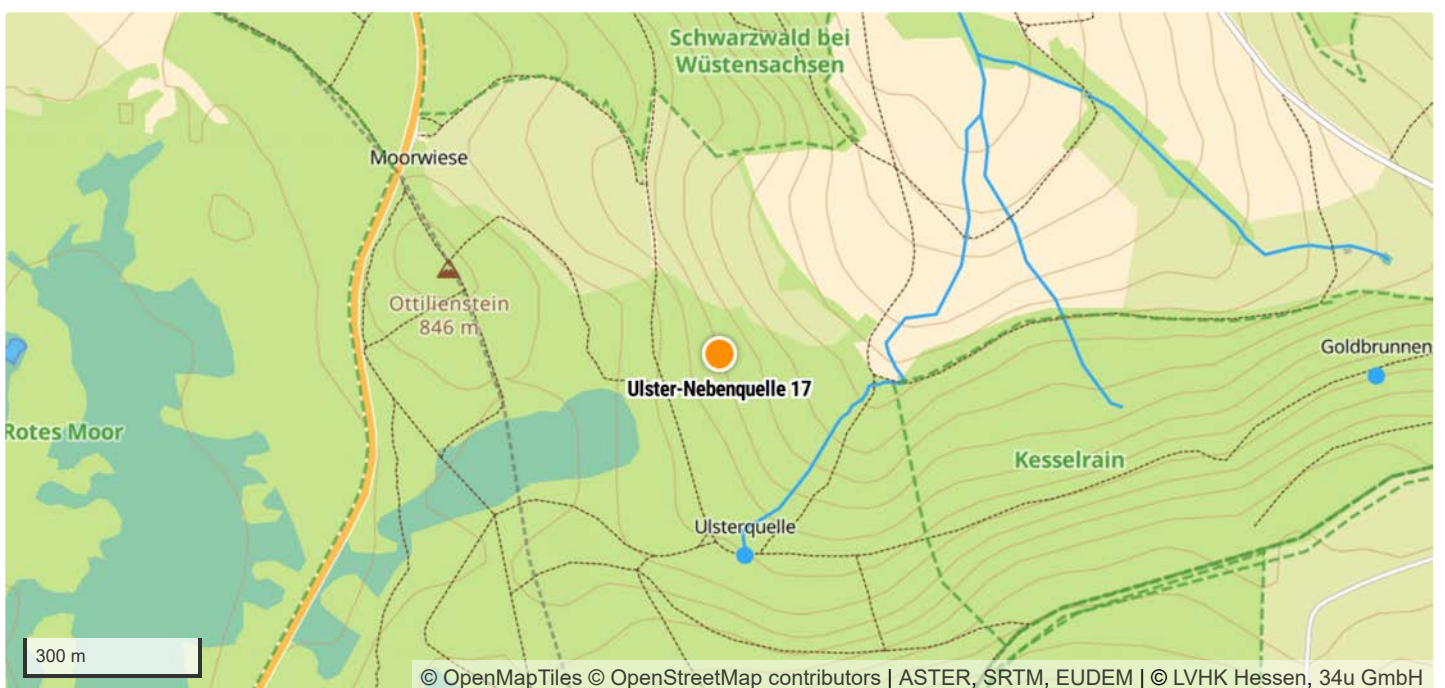 Schwarzwald bei
Wüstensachsen
Moorwiese
Ottilienstein
846 m
Goldbrunnen
Ulster-Nebenquelle 17
Rotes Moor
Kesselrain
Ulsterquelle
300 m
© OpenMapTiles © OpenStreetMap contributors | ASTER, SRTM, EUDEM | © LVHK Hessen, 34u GmbH